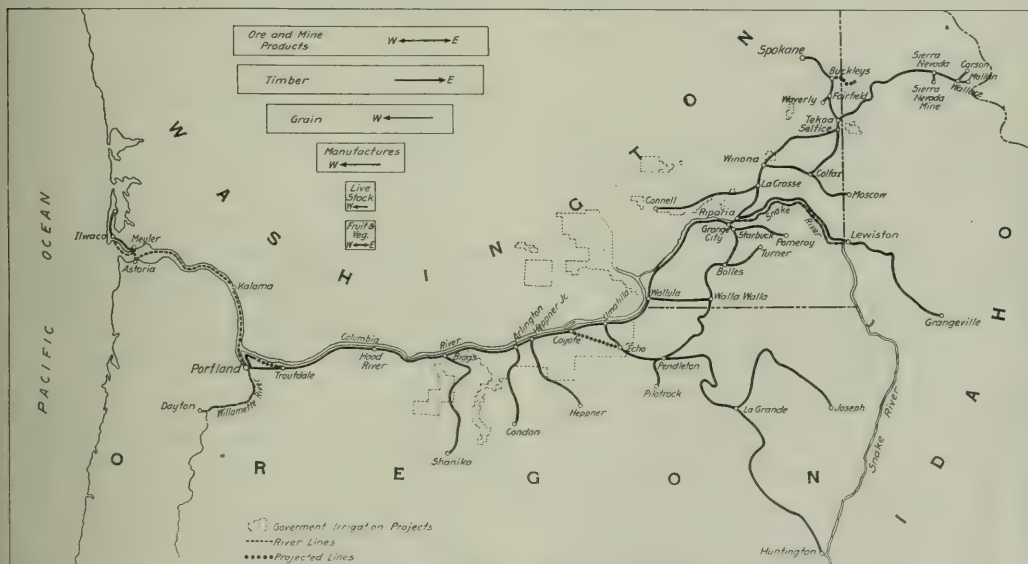 Ore and Mine
Products
W E
Timber
E
Grain
W
Manufactures
W
Live
Stock
W
Fruit &
Veg.
W E
PACIFIC OCEAN
WASHINGTON
OREGON
IDAHO
Spokane
Buckleys
Sierra
Nevada
Carson
Mallan
Wallace
Sierra
Nevada
Mine
Waverly
Fairfield
Tekoa
Seltice
Winona
Colfax
Moscow
La Crosse
Connell
Riparia
Snake
River
Grange
City
Starbuck
Pomeroy
Turner
Lewiston
Bolles
Wallula
Walla Walla
Grangeville
Ilwaco
Meyler
Astoria
Kalama
Portland
Troutdale
Dayton
Willamette River
Columbia
River
Hood
River
Biggs
Arlington
Heppner Jc.
Coyote
Umatilla
Echo
Pendleton
Pilotrock
La Grande
Joseph
Heppner
Condon
Shaniko
Snake River
Huntington
Goverment Irrigation Projects
River Lines
Projected Lines